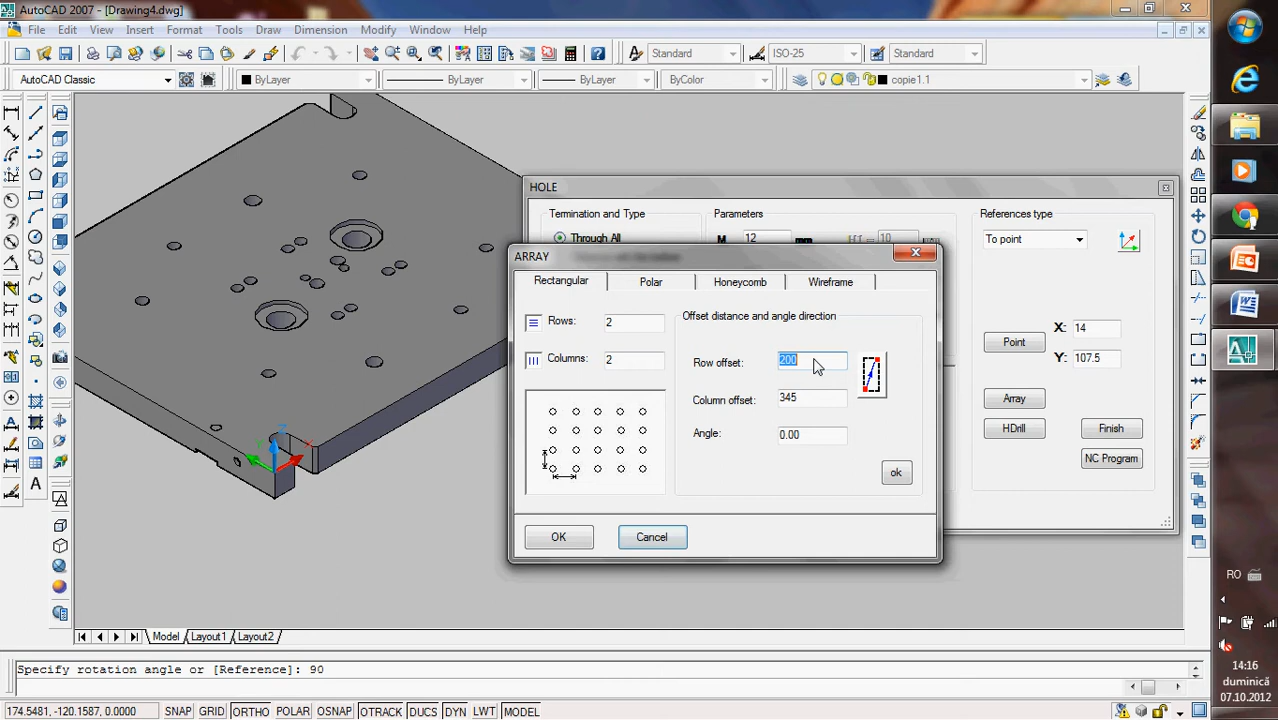 AutoCAD 2007 - [Drawing4.dwg]
File Edit View Insert Format Tools Draw Dimension Modify Window Help
Standard ISO-25 Standard
AutoCAD Classic ByLayer ByLayer ByLayer ByColor copie1.1
HOLE
Termination and Type Parameters References type
Through All M 12 mm 10 To point
ARRAY
Rectangular Polar Honeycomb Wireframe
Rows: 2 Offset distance and angle direction
Columns: 2 Row offset: 200
Column offset: 345
Angle: 0.00
ok
OK Cancel
Point X: 14
Y: 107.5
Array
HDrill Finish
NC Program
X Y Z
Model Layout1 Layout2
Specify rotation angle or [Reference]: 90
174.5481, -120.1587, 0.0000 SNAP GRID ORTHO POLAR OSNAP OTRACK DUCS DYN LWT MODEL
RO
14:16
duminică
07.10.2012